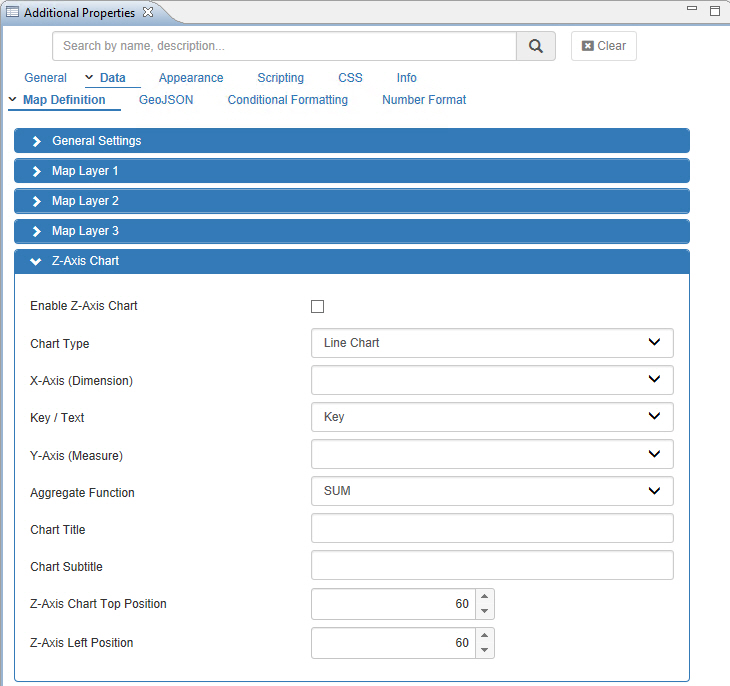 Additional Properties
Search by name, description...
Clear
General Data Appearance Scripting CSS Info
Map Definition GeoJSON Conditional Formatting Number Format
General Settings
Map Layer 1
Map Layer 2
Map Layer 3
Z-Axis Chart
Enable Z-Axis Chart
Chart Type Line Chart
X-Axis (Dimension)
Key / Text Key
Y-Axis (Measure)
Aggregate Function SUM
Chart Title
Chart Subtitle
Z-Axis Chart Top Position 60
Z-Axis Left Position 60